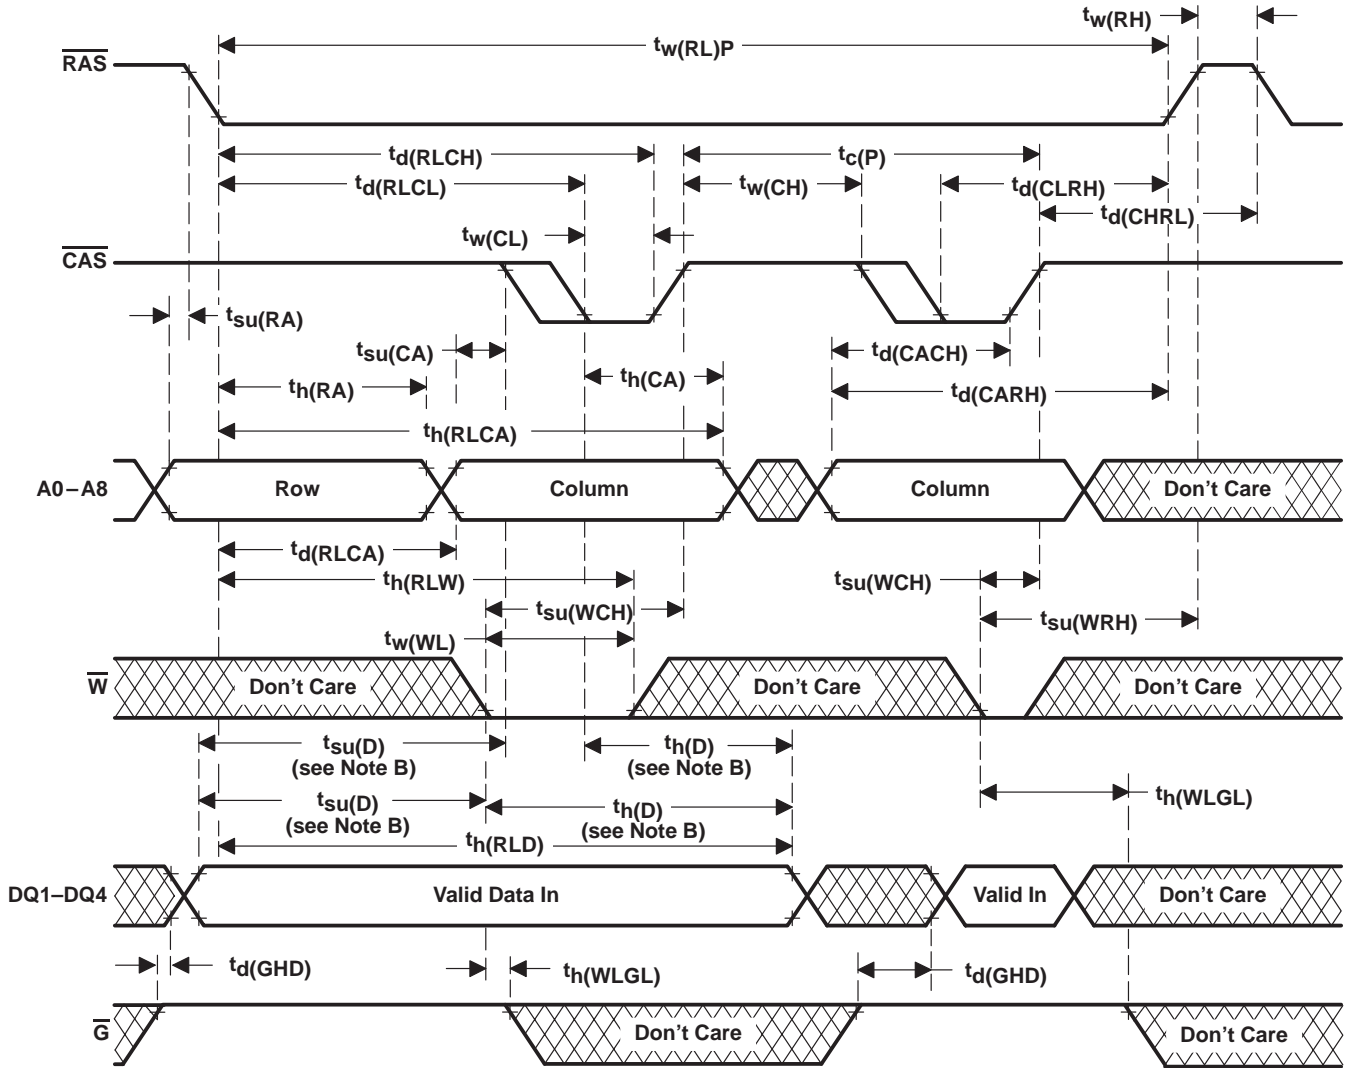 tw(RH)
tw(RL)P
RAS
td(RLCH)
tc(P)
td(RLCL)
tw(CH)
td(CLRH)
td(CHRL)
tw(CL)
CAS
tsu(RA)
tsu(CA)
td(CACH)
th(CA)
th(RA)
td(CARH)
th(RLCA)
A0–A8
Row
Column
Column
Don't Care
td(RLCA)
th(RLW)
tsu(WCH)
tsu(WCH)
tsu(WRH)
tw(WL)
W
Don't Care
Don't Care
Don't Care
tsu(D)
(see Note B)
th(D)
(see Note B)
tsu(D)
(see Note B)
th(D)
(see Note B)
th(WLGL)
th(RLD)
DQ1–DQ4
Valid Data In
Valid In
Don't Care
td(GHD)
th(WLGL)
td(GHD)
G
Don't Care
Don't Care